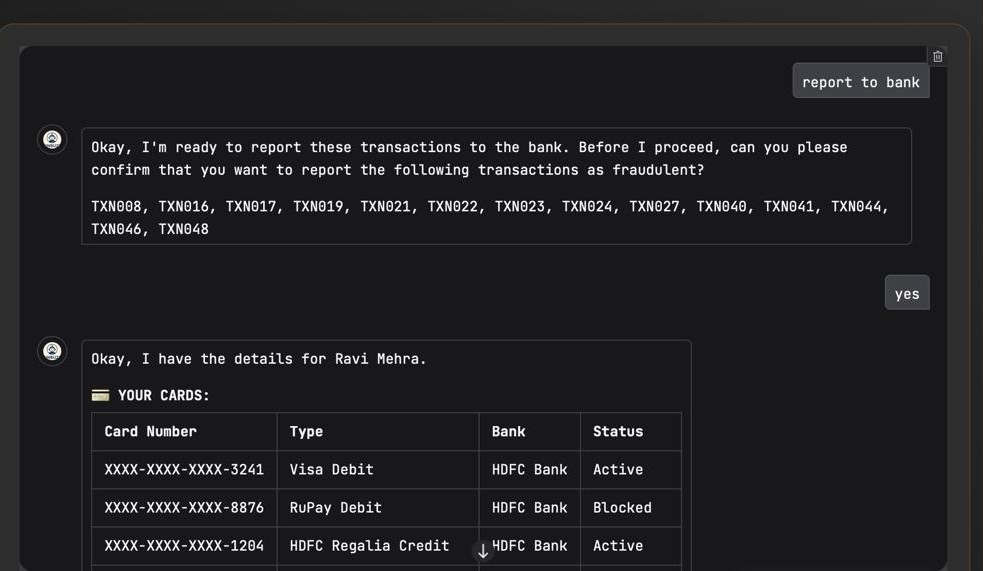 report to bank
Okay, I'm ready to report these transactions to the bank. Before I proceed, can you please
confirm that you want to report the following transactions as fraudulent?
TXN008, TXN016, TXN017, TXN019, TXN021, TXN022, TXN023, TXN024, TXN027, TXN040, TXN041, TXN044,
TXN046, TXN048
yes
Okay, I have the details for Ravi Mehra.
💳 YOUR CARDS:
Card Number Type Bank Status
XXXX-XXXX-XXXX-3241 Visa Debit HDFC Bank Active
XXXX-XXXX-XXXX-8876 RuPay Debit HDFC Bank Blocked
XXXX-XXXX-XXXX-1204 HDFC Regalia Credit HDFC Bank Active